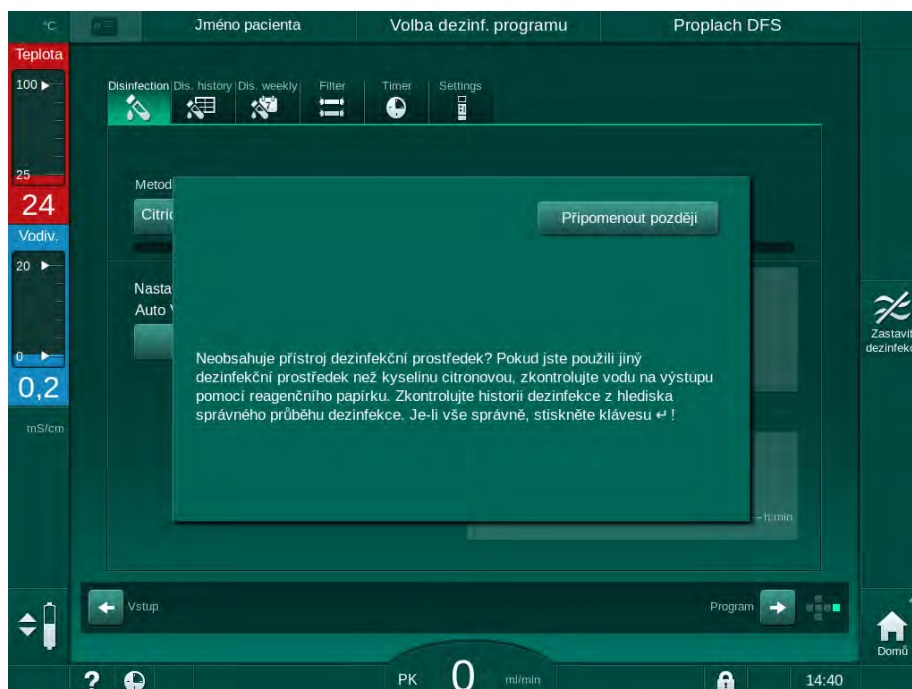 °C
Jméno pacienta
Volba dezinf. programu
Proplach DFS
Teplota
100
25
24
Vodiv.
20
0
0,2
mS/cm
Disinfection
Dis. history
Dis. weekly
Filter
Timer
Settings
Metod
Citric
Nasta
Auto V
Připomenout později
Neobsahuje přístroj dezinfekční prostředek? Pokud jste použili jiný
dezinfekční prostředek než kyselinu citronovou, zkontrolujte vodu na výstupu
pomocí reagenčního papírku. Zkontrolujte historii dezinfekce z hlediska
správného průběhu dezinfekce. Je-li vše správně, stiskněte klávesu ↵ !
h:min
Zastavit
dezinfekc
Vstup
Program
Domů
?
PK
0
ml/min
14:40